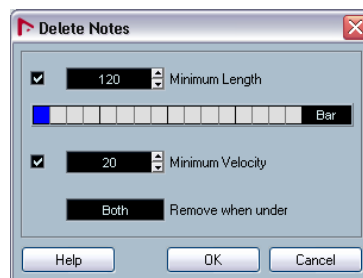 Delete Notes
120 Minimum Length
Bar
20 Minimum Velocity
Both Remove when under
Help OK Cancel